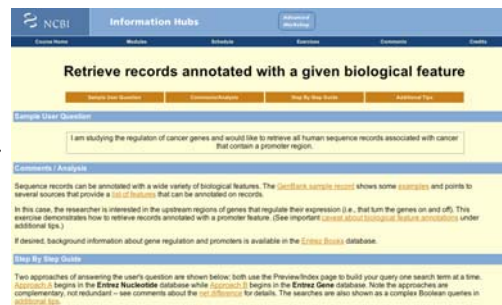 NCBI
Information Hubs
Advanced Workshop
Course Home Modules Schedule Exercises Comments Credits
Retrieve records annotated with a given biological feature
Sample User Question Comments/Analysis Step By Step Guide Additional Tips
Sample User Question
I am studying the regulaton of cancer genes and would like to retrieve all human sequence records associated with cancer
that contain a promoter region.
Comments / Analysis
Sequence records can be annotated with a wide variety of biological features. The GenBank sample record shows some examples and points to
several sources that provide a list of features that can be annotated on records.
In this case, the researcher is interested in the upstream regions of genes that regulate their expression (i.e., that turn the genes on and off). This
exercise demonstrates how to retrieve records annotated with a promoter feature. (See important caveat about biological feature annotations under
additional tips.)
If desired, background information about gene regulation and promoters is available in the Entrez Books database.
Step By Step Guide
Two approaches of answering the user's question are shown below: both use the Preview/Index page to build your query one search term at a time.
Approach A begins in the Entrez Nucleotide database while Approach B begins in the Entrez Gene database. Note the approaches are
complementary, not redundant – see comments about the net difference for details. The searches are also shown as a complex Boolean queries in
additional tips.